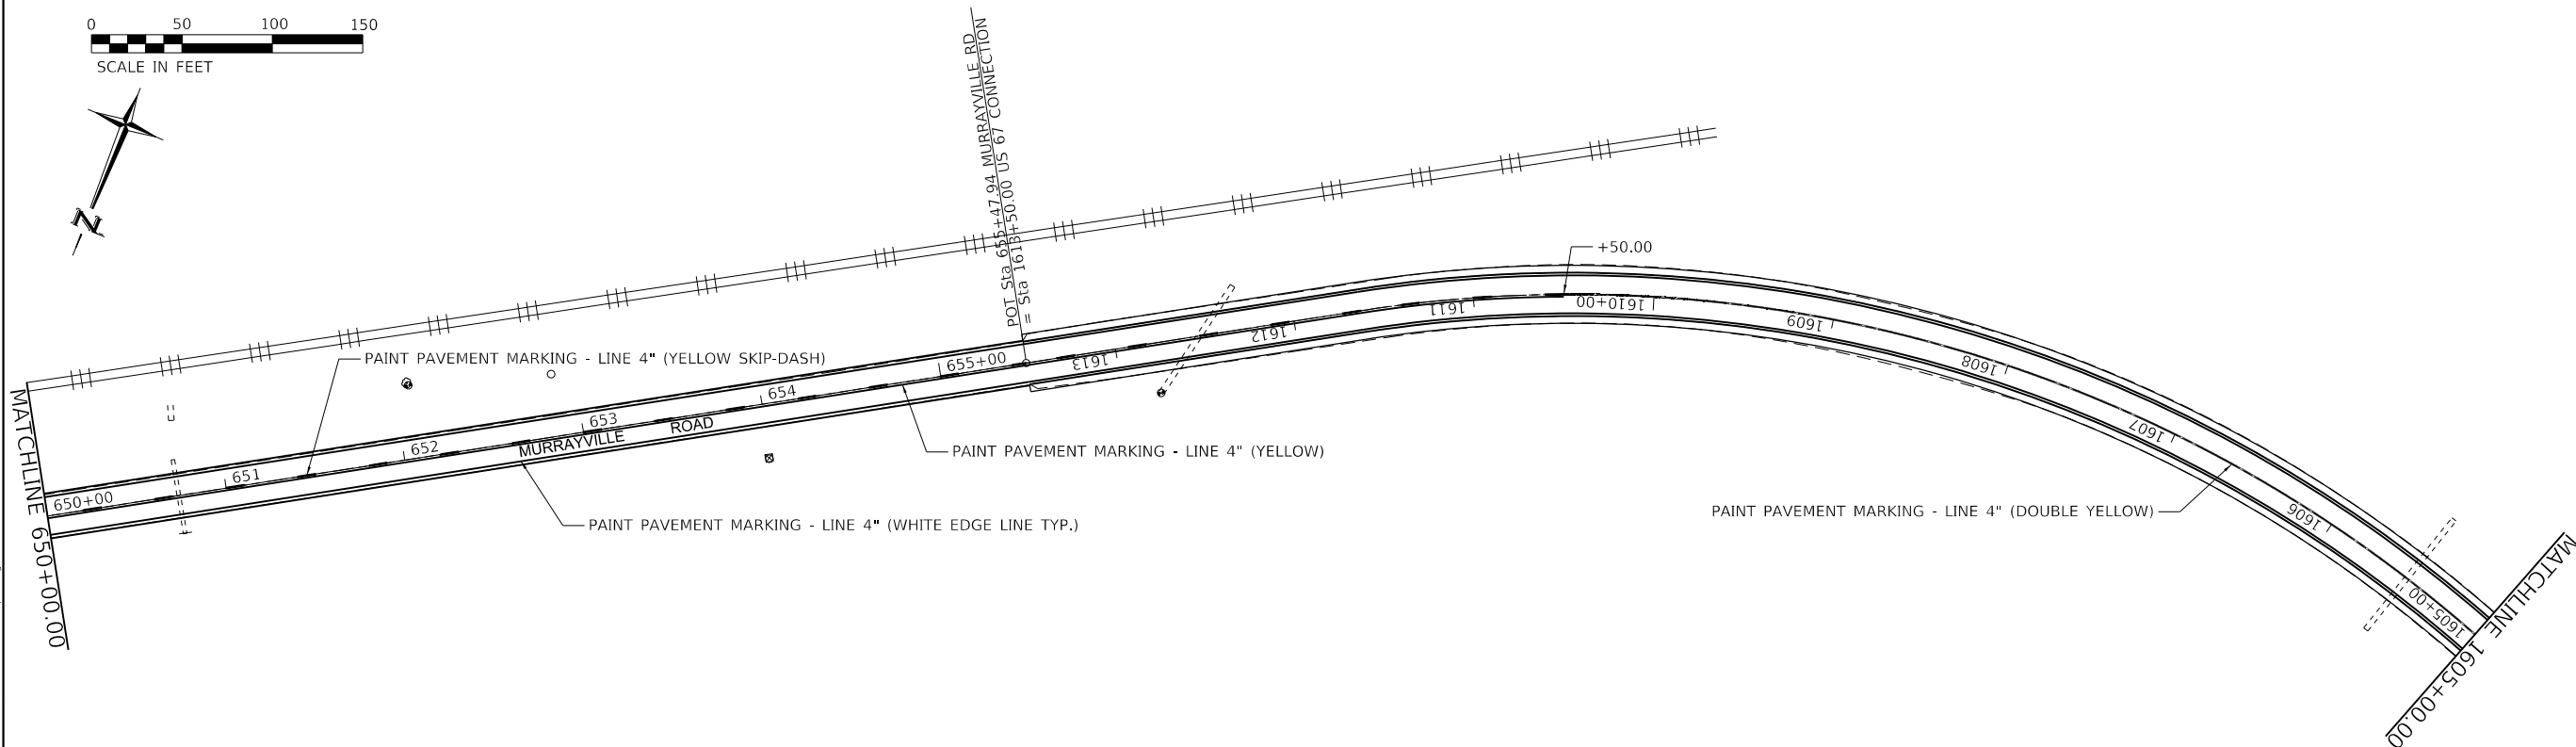 0 50 100 150
SCALE IN FEET
N
POT Sta 655+47.94 MURRAYVILLE RD
= Sta 1613+50.00 US 67 CONNECTION
+50.00
PAINT PAVEMENT MARKING - LINE 4" (YELLOW SKIP-DASH)
650+00
651
652
653
654
655+00
1613
1612
1611
1610+00
1609
1608
1607
1606
1605+00
MURRAYVILLE ROAD
PAINT PAVEMENT MARKING - LINE 4" (YELLOW)
PAINT PAVEMENT MARKING - LINE 4" (WHITE EDGE LINE TYP.)
PAINT PAVEMENT MARKING - LINE 4" (DOUBLE YELLOW)
MATCHLINE 650+00.00
MATCHLINE 1605+00.00